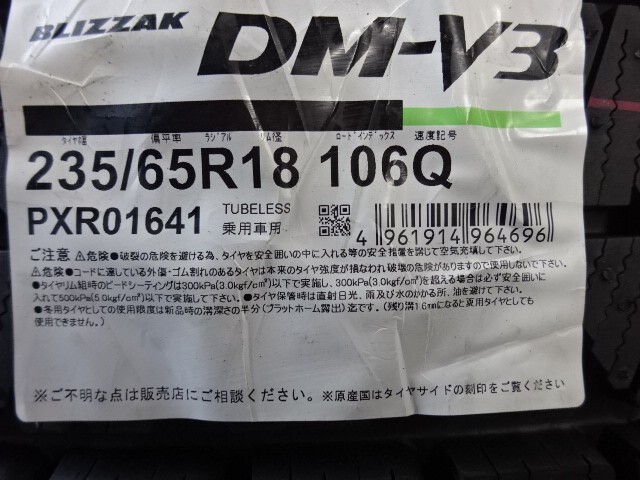 BLIZZAK DM-V3
タイヤ幅 偏平率 ラジアル リム径 ロードインデックス 速度記号
235/65R18 106Q
PXR01641 TUBELESS 乗用車用
4 961914 964696
ご注意 ⚠危険●破裂の危険を避ける為、タイヤを安全囲いの中に入れる等の安全措置を講じて空気充填して下さい。
⚠危険●コードに達している外傷・ゴム割れのあるタイヤは本来のタイヤ強度が損なわれ破壊の危険がありますので使用しないで下さい。
●タイヤリム組時のビードシーティングは300kPa(3.0kgf/cm²)以下で実施し、300kPa(3.0kgf/cm²)を超える場合は必ず安全囲いに
入れて500kPa(5.0kgf/cm²)以下で実施して下さい。●タイヤ保管時は直射日光、雨及び水のかかる所、油を避けて下さい。
●冬用タイヤとしての使用限度は新品時の溝深さの半分(プラットホーム露出)迄です。(残り溝1.6mmになると夏用タイヤとしても
使用できません。)
※ご不明な点は販売店にご相談ください。※原産国はタイヤサイドの刻印をご覧ください